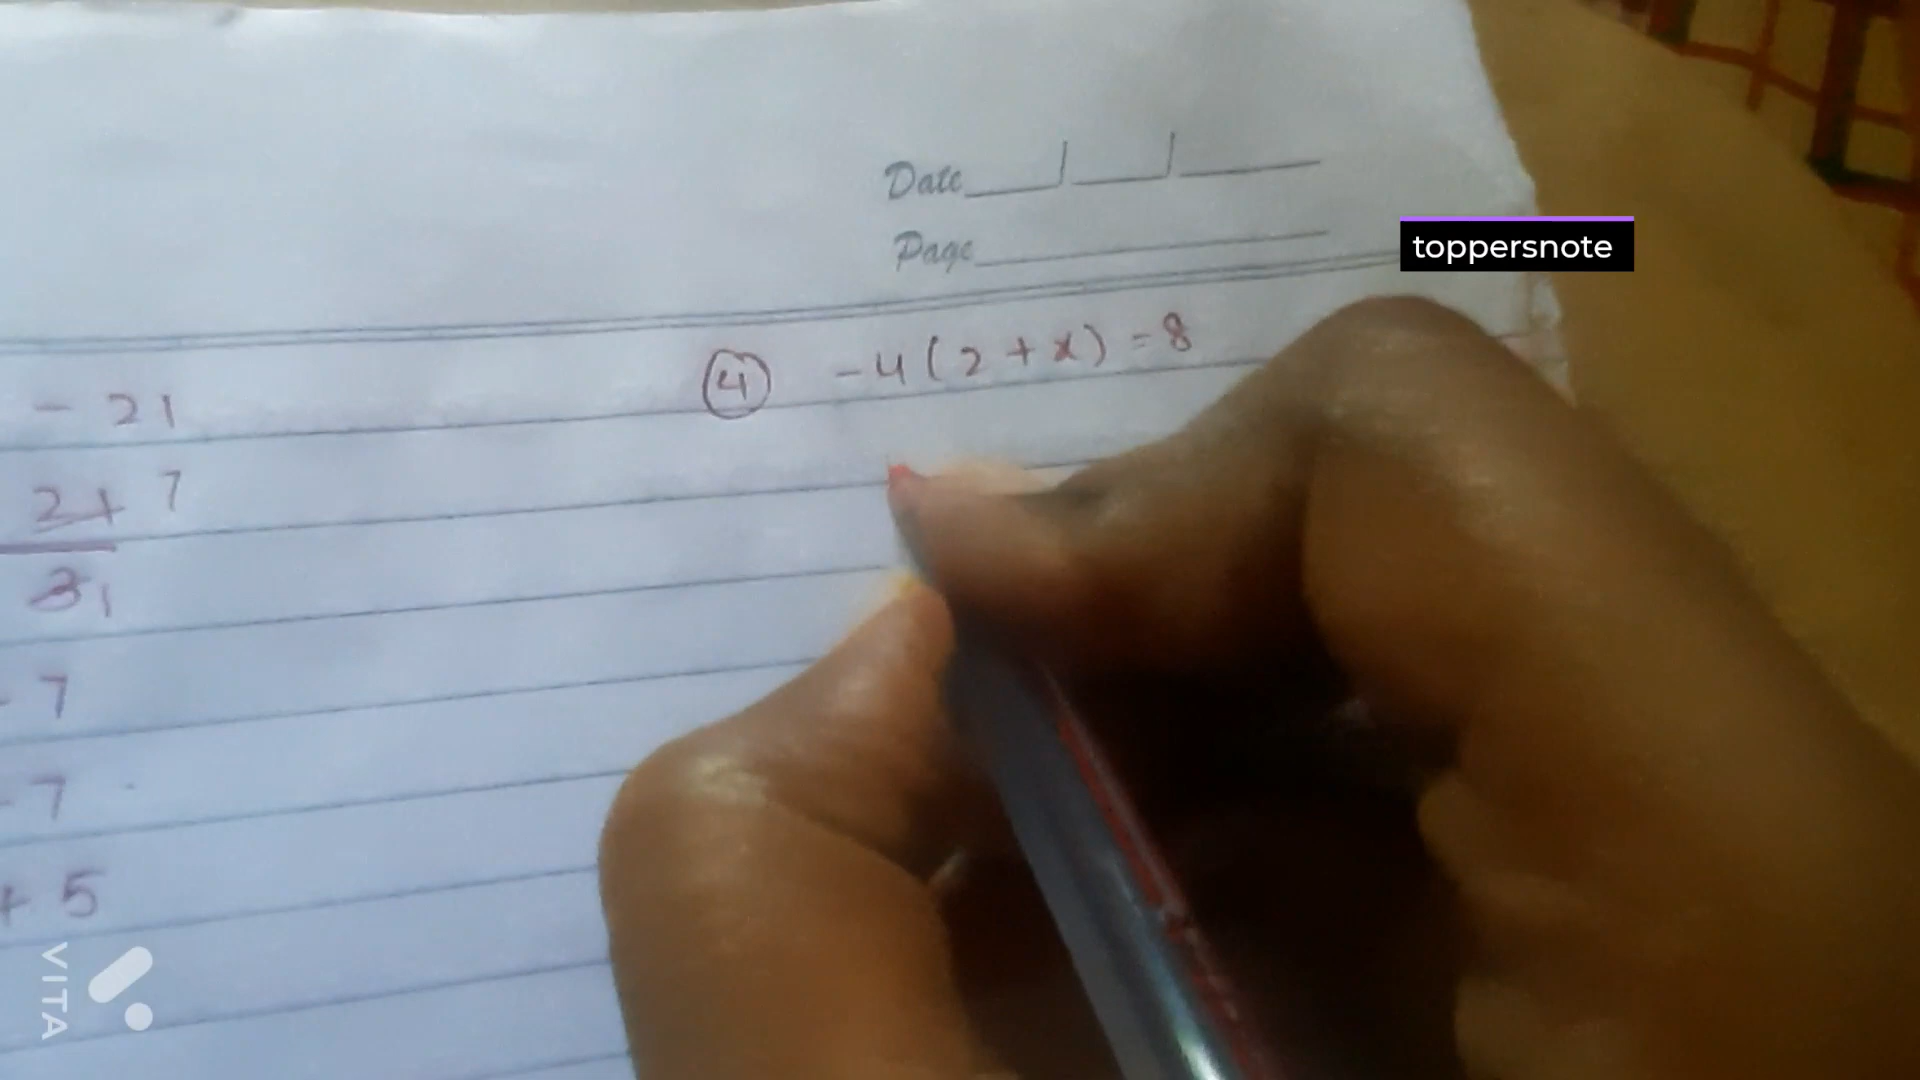 Date
Page
toppersnote
④ -4(2+x)=8
- 21
21 7
31
- 7
- 7
+ 5
VITA